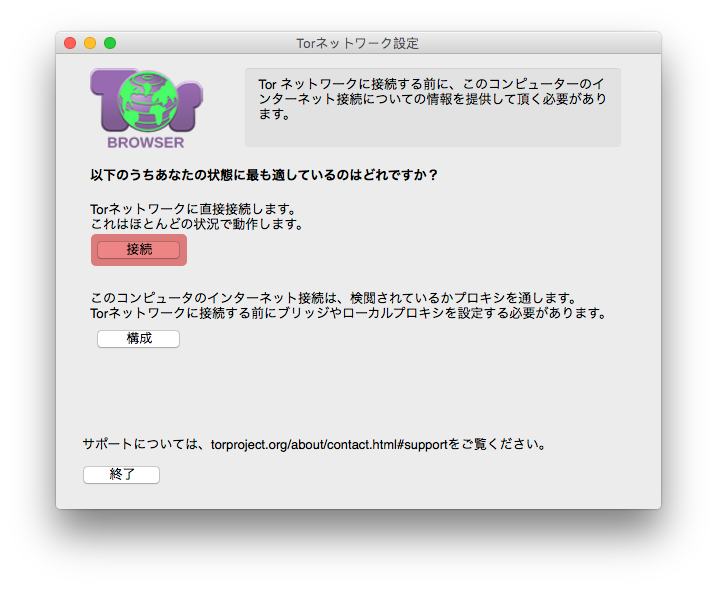 Torネットワーク設定
Tor
BROWSER
Tor ネットワークに接続する前に、このコンピューターのイ
ンターネット接続についての情報を提供して頂く必要があり
ます。
以下のうちあなたの状態に最も適しているのはどれですか？
Torネットワークに直接接続します。
これはほとんどの状況で動作します。
接続
このコンピュータのインターネット接続は、検閲されているかプロキシを通します。
Torネットワークに接続する前にブリッジやローカルプロキシを設定する必要があります。
構成
サポートについては、torproject.org/about/contact.html#supportをご覧ください。
終了